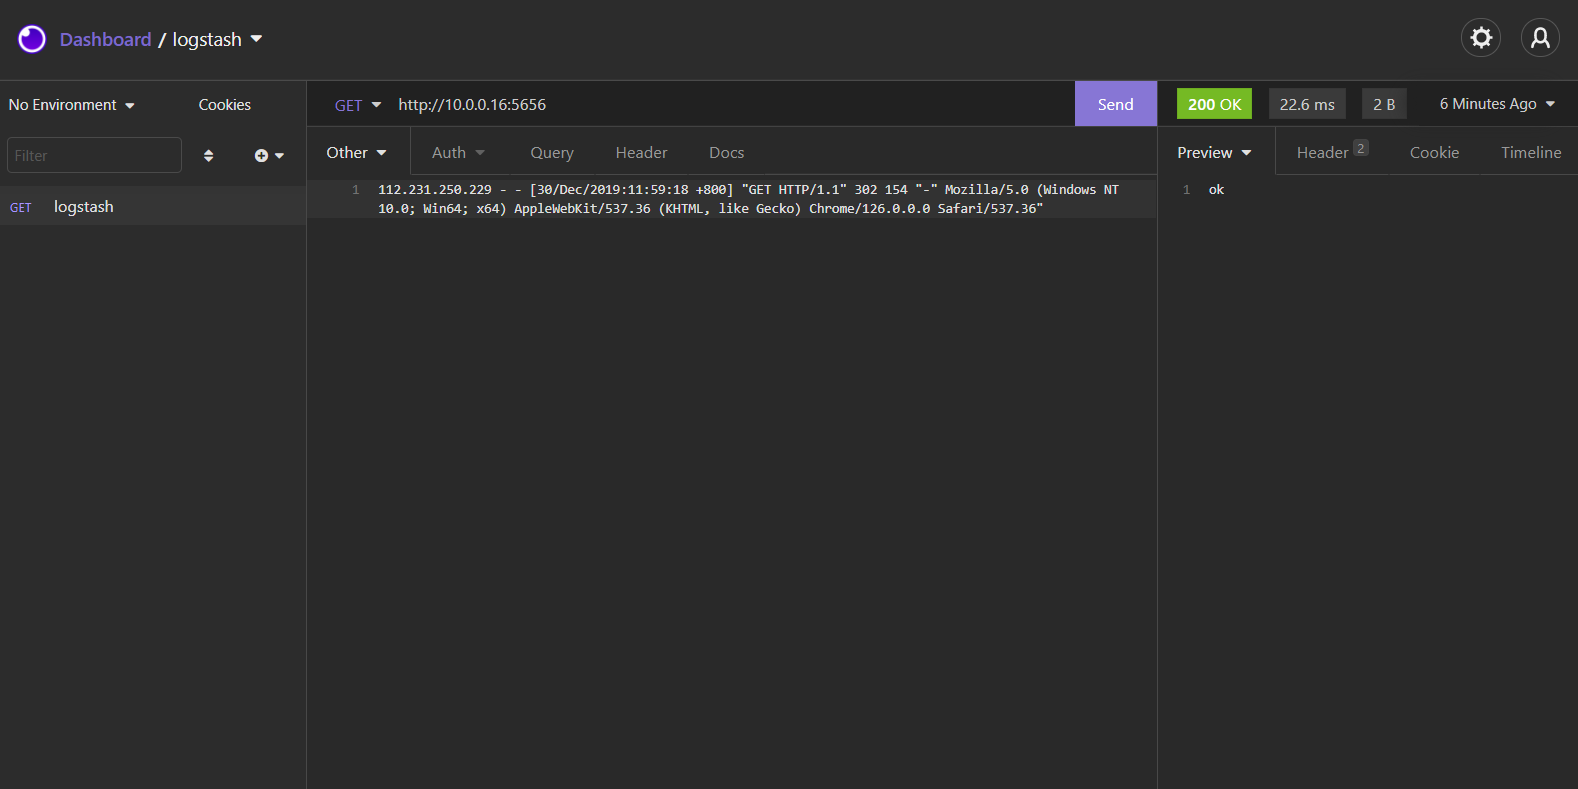 Dashboard / logstash
No Environment
Cookies
Filter
GET logstash
GET http://10.0.0.16:5656
Send
Other
Auth
Query
Header
Docs
1 112.231.250.229 - - [30/Dec/2019:11:59:18 +800] "GET HTTP/1.1" 302 154 "-" Mozilla/5.0 (Windows NT
10.0; Win64; x64) AppleWebKit/537.36 (KHTML, like Gecko) Chrome/126.0.0.0 Safari/537.36"
200 OK
22.6 ms
2 B
6 Minutes Ago
Preview
Header 2
Cookie
Timeline
1 ok